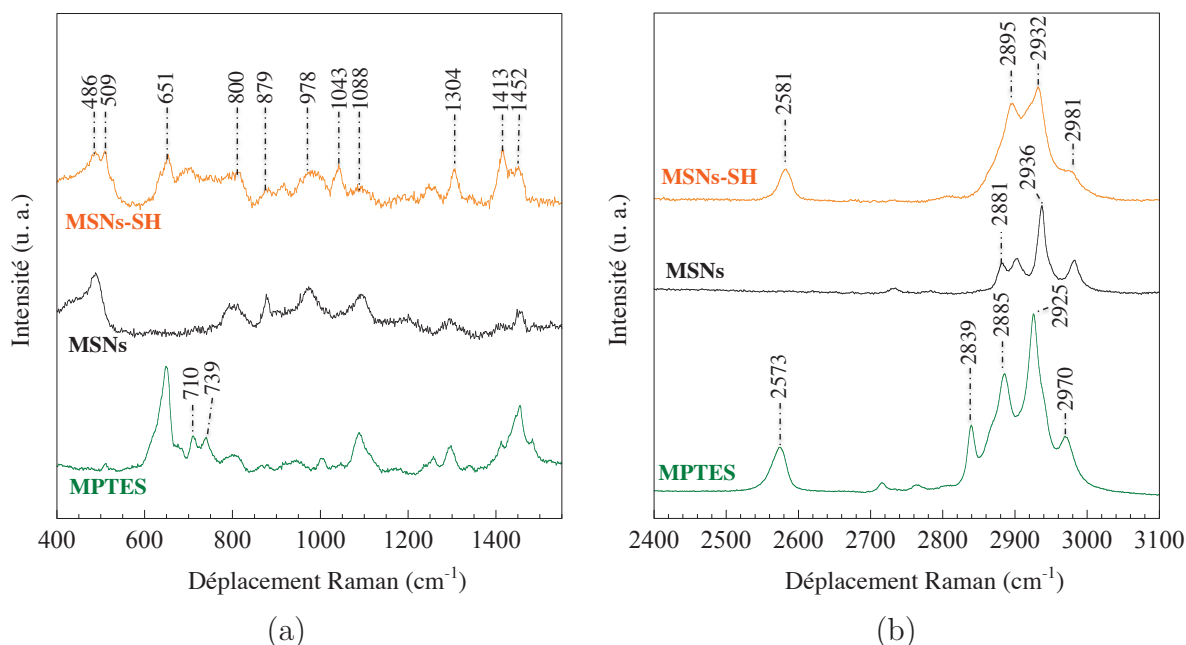 486
509
651
800
879
978
1043
1088
1304
1413
1452
MSNs-SH
MSNs
710
739
MPTES
400 600 800 1000 1200 1400
Déplacement Raman (cm-1)
Intensité (u. a.)
(a)
2581
2895
2932
2981
MSNs-SH
2881
2936
MSNs
2573
2839
2885
2925
2970
MPTES
2400 2500 2600 2700 2800 2900 3000 3100
Déplacement Raman (cm-1)
Intensité (u. a.)
(b)